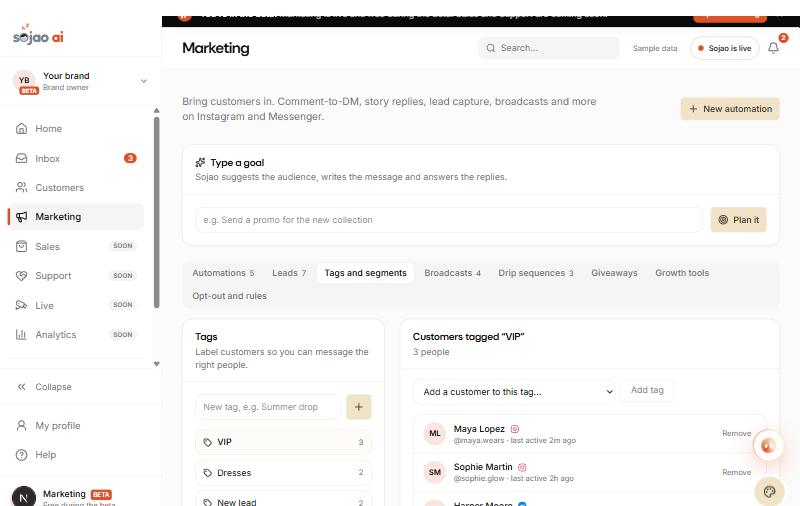 sojao ai
YB
BETA
Your brand
Brand owner
Home
Inbox 3
Customers
Marketing
Sales SOON
Support SOON
Live SOON
Analytics SOON
Collapse
My profile
Help
N
Marketing BETA
Free during the beta
Marketing
Search...
Sample data
Sojao is live
2
Bring customers in. Comment-to-DM, story replies, lead capture, broadcasts and more
on Instagram and Messenger.
New automation
Type a goal
Sojao suggests the audience, writes the message and answers the replies.
e.g. Send a promo for the new collection
Plan it
Automations 5 Leads 7 Tags and segments Broadcasts 4 Drip sequences 3 Giveaways Growth tools
Opt-out and rules
Tags
Label customers so you can message the
right people.
New tag, e.g. Summer drop
VIP 3
Dresses 2
New lead 2
Customers tagged “VIP”
3 people
Add a customer to this tag...
Add tag
ML
Maya Lopez
@maya.wears · last active 2m ago
Remove
SM
Sophie Martin
@sophie.glow · last active 2h ago
Remove
Harper Moore